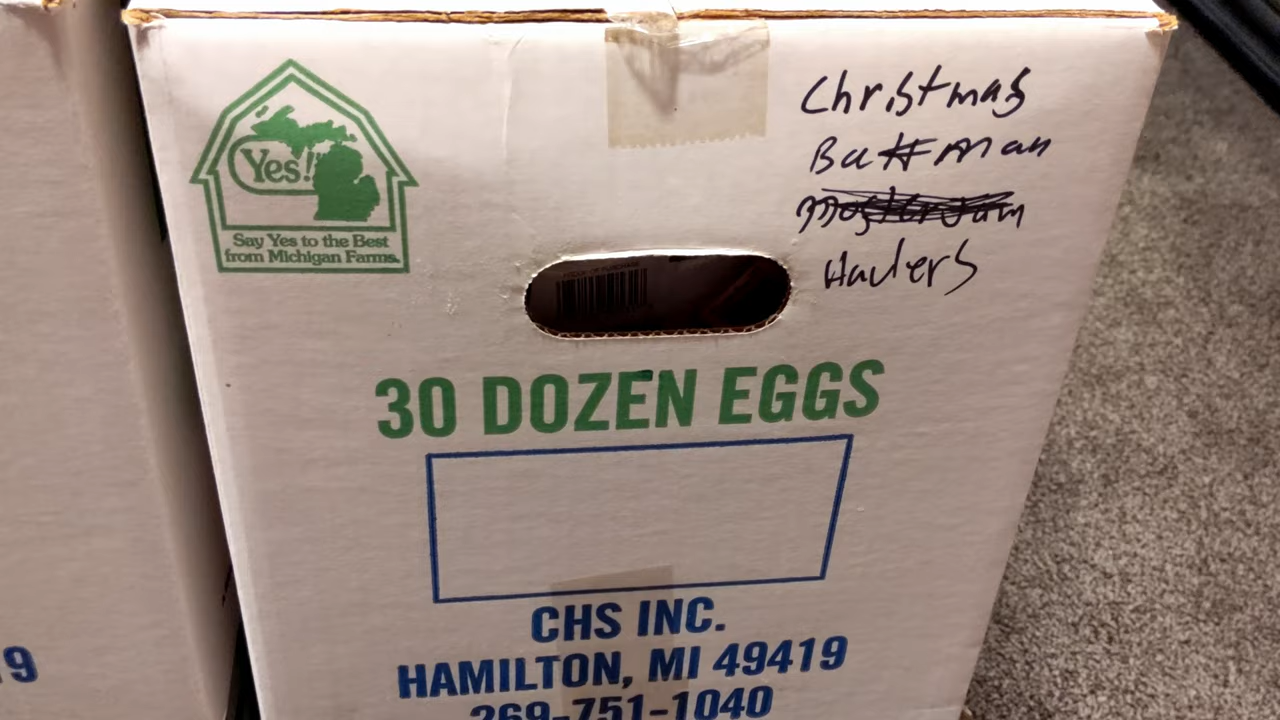 Yes!
Say Yes to the Best
from Michigan Farms.
Christmas
Batman
Haulers
30 DOZEN EGGS
CHS INC.
HAMILTON, MI 49419
269-751-1040
19